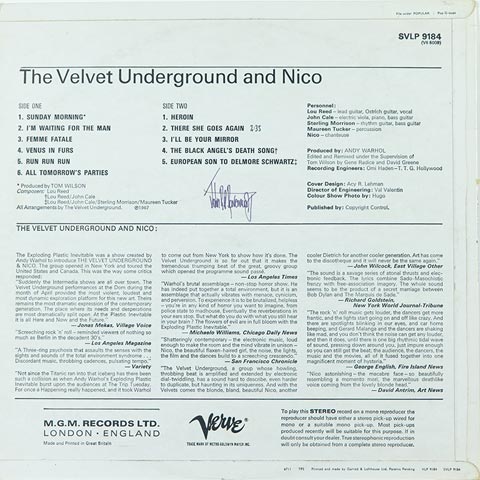 File under POPULAR : Pop Groups
SVLP 9184
(V6 5008)
The Velvet Underground and Nico
SIDE ONE
1. SUNDAY MORNING*
2. I'M WAITING FOR THE MAN
3. FEMME FATALE
4. VENUS IN FURS
5. RUN RUN RUN
6. ALL TOMORROW'S PARTIES
* Produced by TOM WILSON
Composers: Lou Reed
†Lou Reed/John Cale
‡Lou Reed/John Cale/Sterling Morrison/Maureen Tucker
All Arrangements by The Velvet Underground. ©1967
SIDE TWO
1. HEROIN
2. THERE SHE GOES AGAIN 2-35
3. I'LL BE YOUR MIRROR
4. THE BLACK ANGEL'S DEATH SONG†
5. EUROPEAN SON TO DELMORE SCHWARTZ‡
Personnel:
Lou Reed – lead guitar, Ostrich guitar, vocal
John Cale – electric viola, piano, bass guitar
Sterling Morrison – rhythm guitar, bass guitar
Maureen Tucker – percussion
Nico – chanteuse
Produced by: ANDY WARHOL
Edited and Remixed under the Supervision of
Tom Wilson by Gene Radice and David Greene
Recording Engineers: Omi Haden – T. T. G. Hollywood
Cover Design: Acy R. Lehman
Director of Engineering: Val Valentin
Colour Show Photo by: Hugo
Published by: Copyright Control.
THE VELVET UNDERGROUND AND NICO:
The Exploding Plastic Inevitable was a show created by
Andy Warhol to introduce THE VELVET UNDERGROUND
& NICO. The group opened in New York and toured the
United States and Canada. This was the way some critics
responded:
"Suddenly the Intermedia shows are all over town. The
Velvet Underground performances at the Dom during the
month of April provided the most violent, loudest and
most dynamic exploration platform for this new art. Theirs
remains the most dramatic expression of the contemporary
generation. The place where its needs and desperations
are most dramatically split open. At the Plastic Inevitable
it is all Here and Now and the Future."
— Jonas Mekas, Village Voice
"Screeching rock 'n' roll – reminded viewers of nothing so
much as Berlin in the decadent 30's."
— Los Angeles Magazine
"A Three-ring psychosis that assaults the senses with the
sights and sounds of the total environment syndrome...
Discordant music, throbbing cadences, pulsating tempo."
— Variety
"Not since the Titanic ran into that iceberg has there been
such a collision as when Andy Warhol's Exploding Plastic
Inevitable burst upon the audiences at The Trip Tuesday.
For once a Happening really happened, and it took Warhol
to come out from New York to show how it's done. The
Velvet Underground is so far out that it makes the
tremendous thumping beat of the great, groovy group
which opened the programme sound passé."
— Los Angeles Times
"Warhol's brutal assemblage – non-stop horror show. He
has indeed put together a total environment, but it is an
assemblage that actually vibrates with menace, cynicism,
and perversion. To experience it is to be brutalized, helpless
– you're in any kind of horror you want to imagine, from
police state to madhouse. Eventually the reverberations in
your ears stop. But what do you do with what you still hear
in your brain? The flowers of evil are in full bloom with the
Exploding Plastic Inevitable."
— Michaela Williams, Chicago Daily News
"Shatteringly contemporary – the electronic music, loud
enough to make the room and the mind vibrate in unison,
Nico, the beautiful flaxen-haired girl, the noise, the lights,
the film and the dances build to a screeching crescendo."
— San Francisco Chronicle
"The Velvet Underground, a group whose howling,
throbbing beat is amplified and extended by electronic
dial-twiddling, has a sound hard to describe, even harder
to duplicate, but haunting in its uniqueness. And with the
Velvets comes the blonde, bland, beautiful Nico, another
cooler Dietrich for another cooler generation. Art has come
to the discotheque and it will never be the same again."
— John Wilcock, East Village Other
"The sound is a savage series of atonal thrusts and elec-
tronic feedback. The lyrics combine Sado-Masochistic
frenzy with free-association imagery. The whole sound
seems to be the product of a secret marriage between
Bob Dylan and The Marquis de Sade."
— Richard Goldstein,
New York World Journal-Tribune
"The rock 'n' roll music gets louder, the dancers get more
frantic, and the lights start going on and off like crazy. And
there are spotlights blinking in our eyes, and car horns
beeping, and Gerard Malanga and the dancers are shaking
like mad, and you don't think the noise can get any louder,
and then it does, until there is one big rhythmic tidal wave
of sound, pressing down around you, just impure enough
so you can still get the beat; the audience, the dancers, the
music and the movies, all of it fused together into one
magnificent moment of hysteria."
— George English, Fire Island News
"Nico astonishing – the macabre face – so beautifully
resembling a memento mori, the marvellous deathlike
voice coming from the lovely blonde head."
— David Antrim, Art News
M.G.M. RECORDS LTD.
LONDON · ENGLAND
Made and Printed in Great Britain
Verve
TRADE MARK OF METRO-GOLDWYN-MAYER INC.
To play this STEREO record on a mono reproducer the
reproducer should have either a stereo pick-up wired for
mono or a suitable mono pick-up. Most pick-ups
produced recently will be suitable for this purpose. If in
doubt consult your dealer. True stereophonic reproduction
will only be obtained from a complete stereo reproducer.
SVLP 9184